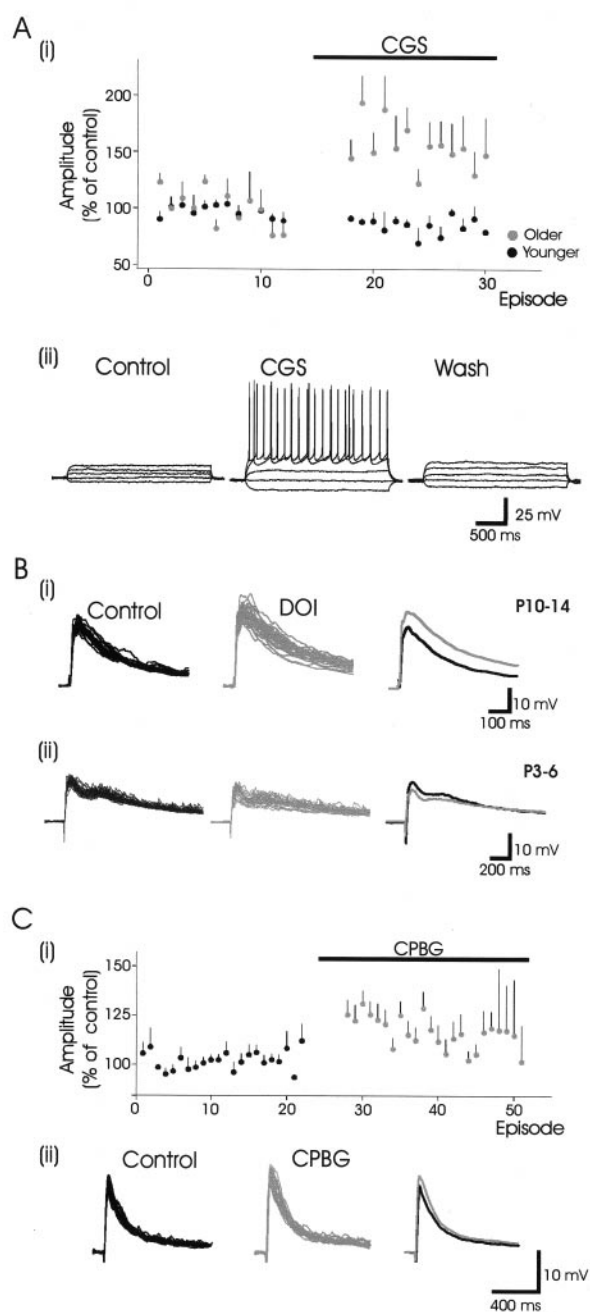 A
(i)
CGS
200
150
100
50
Amplitude
(% of control)
Older
Younger
0
10
20
30
Episode
(ii)
Control
CGS
Wash
25 mV
500 ms
B
(i)
Control
DOI
P10-14
10 mV
100 ms
(ii)
P3-6
10 mV
200 ms
C
(i)
CPBG
150
125
100
Amplitude
(% of control)
0
10
20
30
40
50
Episode
(ii)
Control
CPBG
10 mV
400 ms